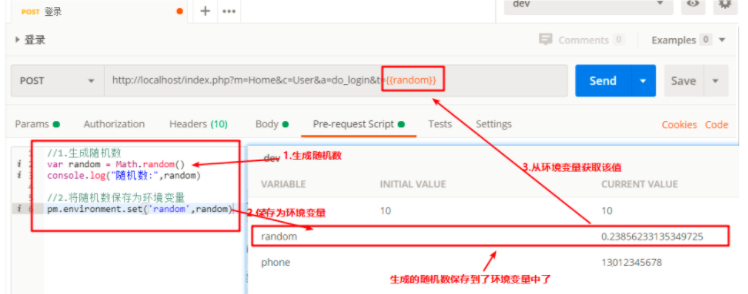 POST 登录
dev
登录
Comments 0
Examples 0
POST
http://localhost/index.php?m=Home&c=User&a=do_login&t={{random}}
Send
Save
Params
Authorization
Headers (10)
Body
Pre-request Script
Tests
Settings
Cookies
Code
//1.生成随机数
var random = Math.random()
console.log("随机数:",random)
//2.将随机数保存为环境变量
pm.environment.set('random',random)
1.生成随机数
2.保存为环境变量
3.从环境变量获取该值
dev
VARIABLE
INITIAL VALUE
CURRENT VALUE
10
10
random
0.23856233135349725
phone
13012345678
生成的随机数保存到了环境变量中了